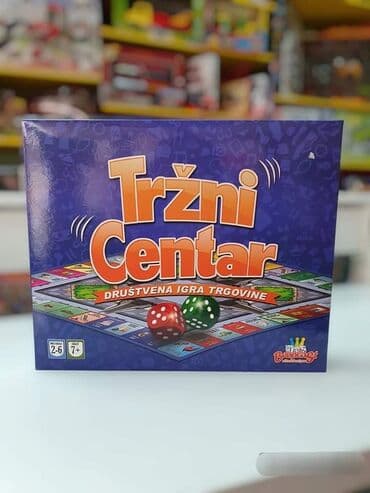 Tržni
Centar
DRUŠTVENA IGRA TRGOVINE
2-6
7+